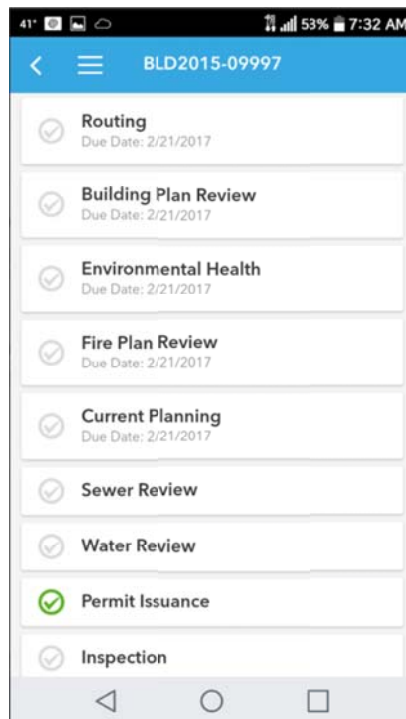 41° 53% 7:32 AM
BLD2015-09997
Routing
Due Date: 2/21/2017
Building Plan Review
Due Date: 2/21/2017
Environmental Health
Due Date: 2/21/2017
Fire Plan Review
Due Date: 2/21/2017
Current Planning
Due Date: 2/21/2017
Sewer Review
Water Review
Permit Issuance
Inspection